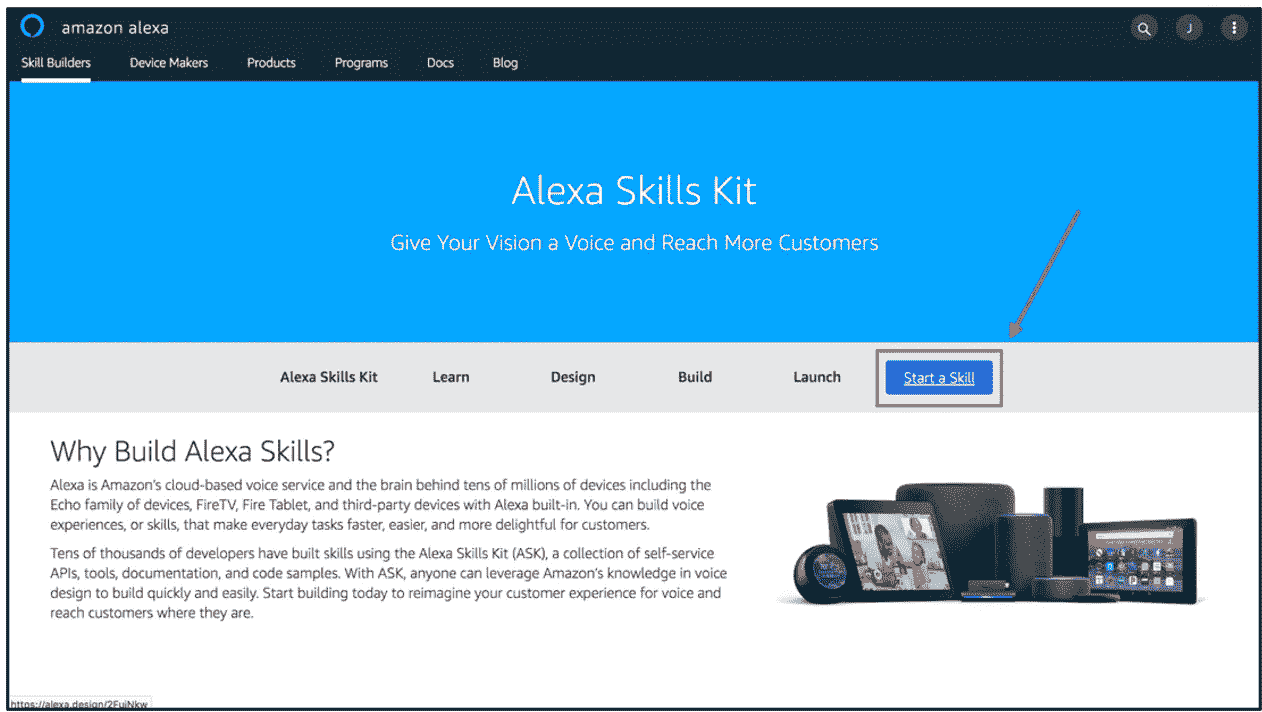 amazon alexa
J
Skill Builders Device Makers Products Programs Docs Blog
Alexa Skills Kit
Give Your Vision a Voice and Reach More Customers
Alexa Skills Kit Learn Design Build Launch Start a Skill
Why Build Alexa Skills?
Alexa is Amazon's cloud-based voice service and the brain behind tens of millions of devices including the
Echo family of devices, FireTV, Fire Tablet, and third-party devices with Alexa built-in. You can build voice
experiences, or skills, that make everyday tasks faster, easier, and more delightful for customers.
Tens of thousands of developers have built skills using the Alexa Skills Kit (ASK), a collection of self-service
APIs, tools, documentation, and code samples. With ASK, anyone can leverage Amazon's knowledge in voice
design to build quickly and easily. Start building today to reimagine your customer experience for voice and
reach customers where they are.